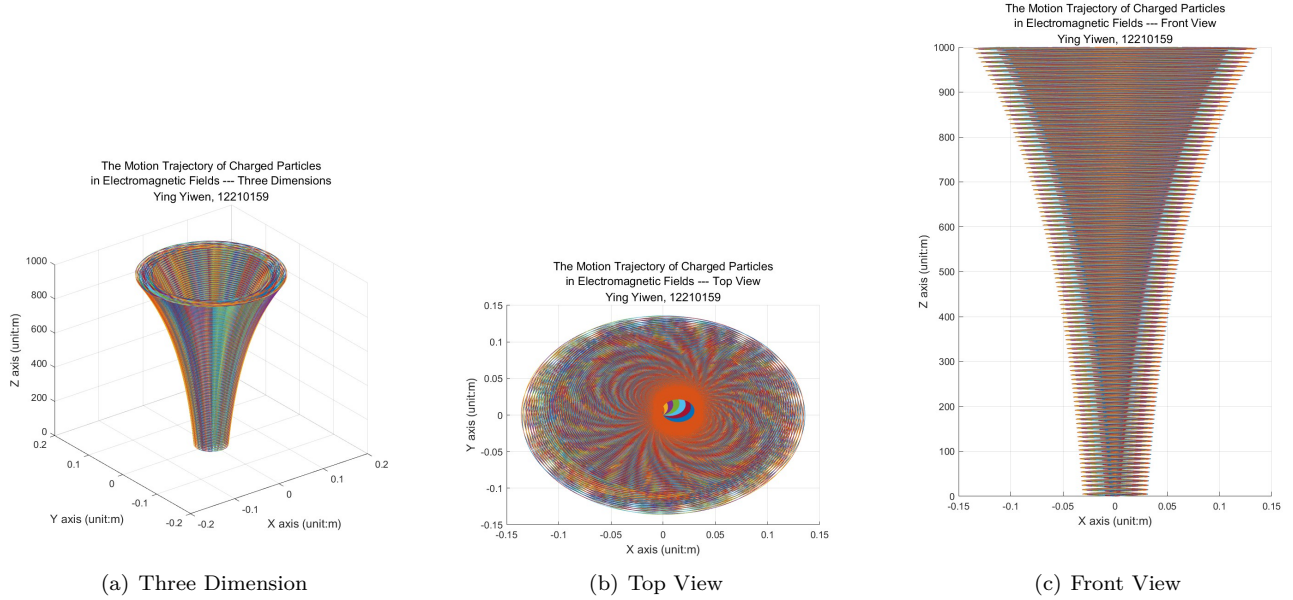 The Motion Trajectory of Charged Particles
in Electromagnetic Fields --- Three Dimensions
Ying Yiwen, 12210159
1000
800
600
400
200
0
0.2
0.1
0
-0.1
-0.2
-0.2
-0.1
0
0.1
0.2
Z axis (unit:m)
Y axis (unit:m)
X axis (unit:m)
(a) Three Dimension
The Motion Trajectory of Charged Particles
in Electromagnetic Fields --- Top View
Ying Yiwen, 12210159
0.15
0.1
0.05
0
-0.05
-0.1
-0.15
-0.15
-0.1
-0.05
0
0.05
0.1
0.15
Y axis (unit:m)
X axis (unit:m)
(b) Top View
The Motion Trajectory of Charged Particles
in Electromagnetic Fields --- Front View
Ying Yiwen, 12210159
1000
900
800
700
600
500
400
300
200
100
0
-0.15
-0.1
-0.05
0
0.05
0.1
0.15
Z axis (unit:m)
X axis (unit:m)
(c) Front View